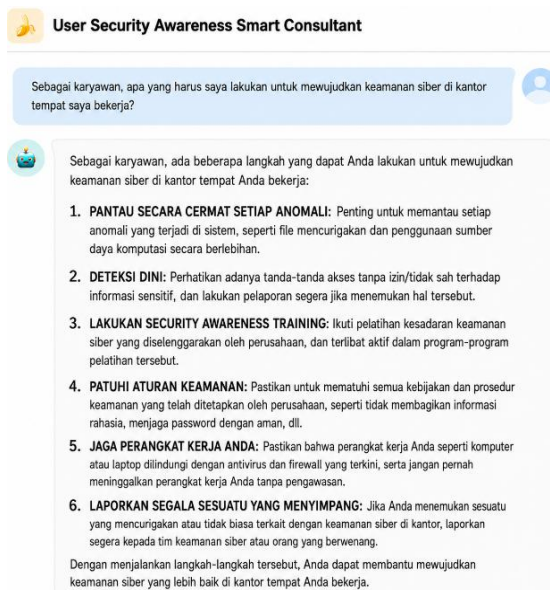 User Security Awareness Smart Consultant
Sebagai karyawan, apa yang harus saya lakukan untuk mewujudkan keamanan siber di kantor
tempat saya bekerja?
Sebagai karyawan, ada beberapa langkah yang dapat Anda lakukan untuk mewujudkan
keamanan siber di kantor tempat Anda bekerja:
1. PANTAU SECARA CERMAT SETIAP ANOMALI: Penting untuk memantau setiap
anomali yang terjadi di sistem, seperti file mencurigakan dan penggunaan sumber
daya komputasi secara berlebihan.
2. DETEKSI DINI: Perhatikan adanya tanda-tanda akses tanpa izin/tidak sah terhadap
informasi sensitif, dan lakukan pelaporan segera jika menemukan hal tersebut.
3. LAKUKAN SECURITY AWARENESS TRAINING: Ikuti pelatihan kesadaran keamanan
siber yang diselenggarakan oleh perusahaan, dan terlibat aktif dalam program-program
pelatihan tersebut.
4. PATUHI ATURAN KEAMANAN: Pastikan untuk mematuhi semua kebijakan dan prosedur
keamanan yang telah ditetapkan oleh perusahaan, seperti tidak membagikan informasi
rahasia, menjaga password dengan aman, dll.
5. JAGA PERANGKAT KERJA ANDA: Pastikan bahwa perangkat kerja Anda seperti komputer
atau laptop dilindungi dengan antivirus dan firewall yang terkini, serta jangan pernah
meninggalkan perangkat kerja Anda tanpa pengawasan.
6. LAPORKAN SEGALA SESUATU YANG MENYIMPANG: Jika Anda menemukan sesuatu
yang mencurigakan atau tidak biasa terkait dengan keamanan siber di kantor, laporkan
segera kepada tim keamanan siber atau orang yang berwenang.
Dengan menjalankan langkah-langkah tersebut, Anda dapat membantu mewujudkan
keamanan siber yang lebih baik di kantor tempat Anda bekerja.